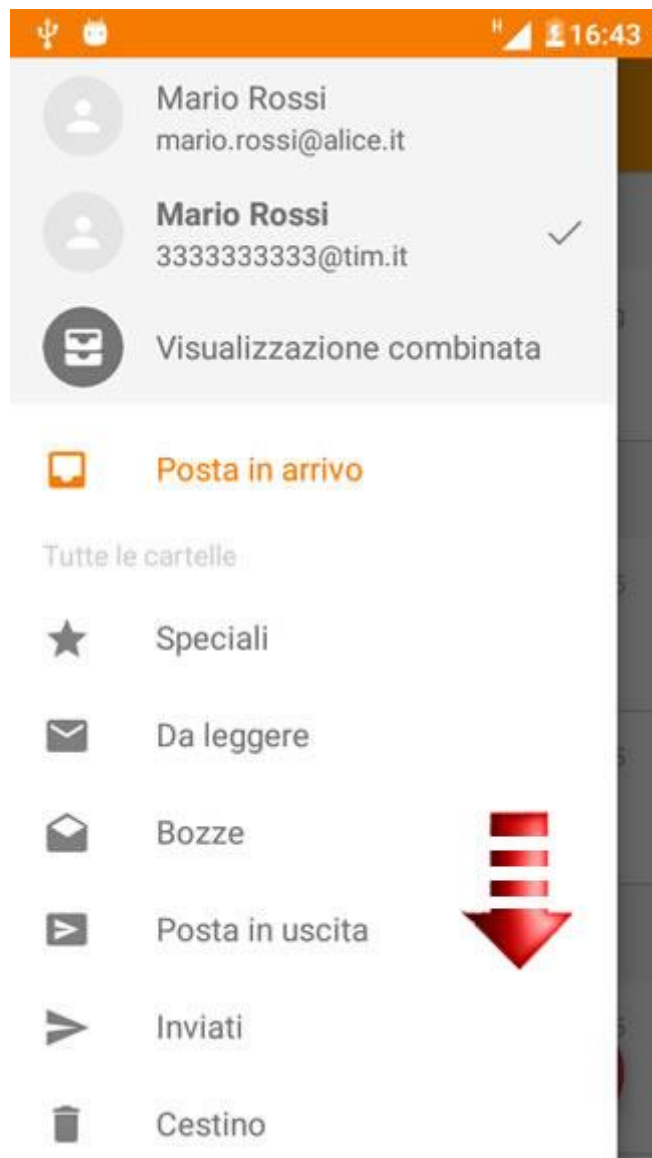 H 16:43
Mario Rossi
mario.rossi@alice.it
Mario Rossi
3333333333@tim.it
Visualizzazione combinata
Posta in arrivo
Tutte le cartelle
Speciali
Da leggere
Bozze
Posta in uscita
Inviati
Cestino